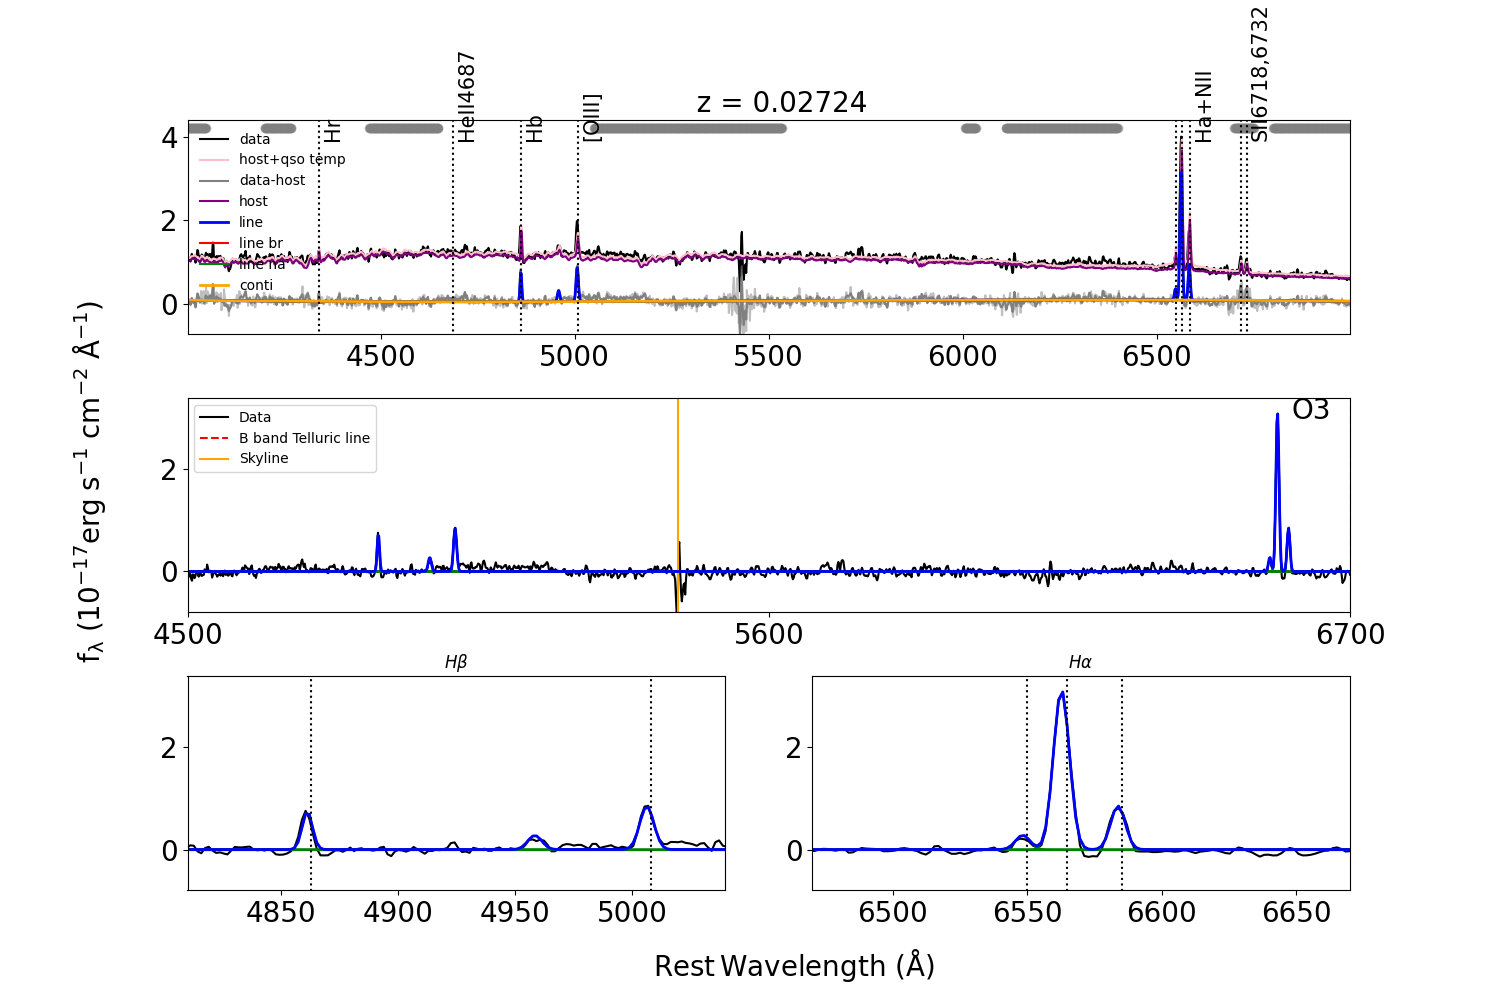 z = 0.02724
Hr
HeII4687
Hb
[OIII]
Ha+NII
SII6718,6732
data
host+qso temp
data-host
host
line
line br
line na
conti
4
2
0
4500
5000
5500
6000
6500
fλ (10⁻¹⁷erg s⁻¹ cm⁻² Å⁻¹)
O3
Data
B band Telluric line
Skyline
2
0
4500
5600
6700
Hβ
2
0
4850
4900
4950
5000
Hα
2
0
6500
6550
6600
6650
Rest Wavelength (Å)